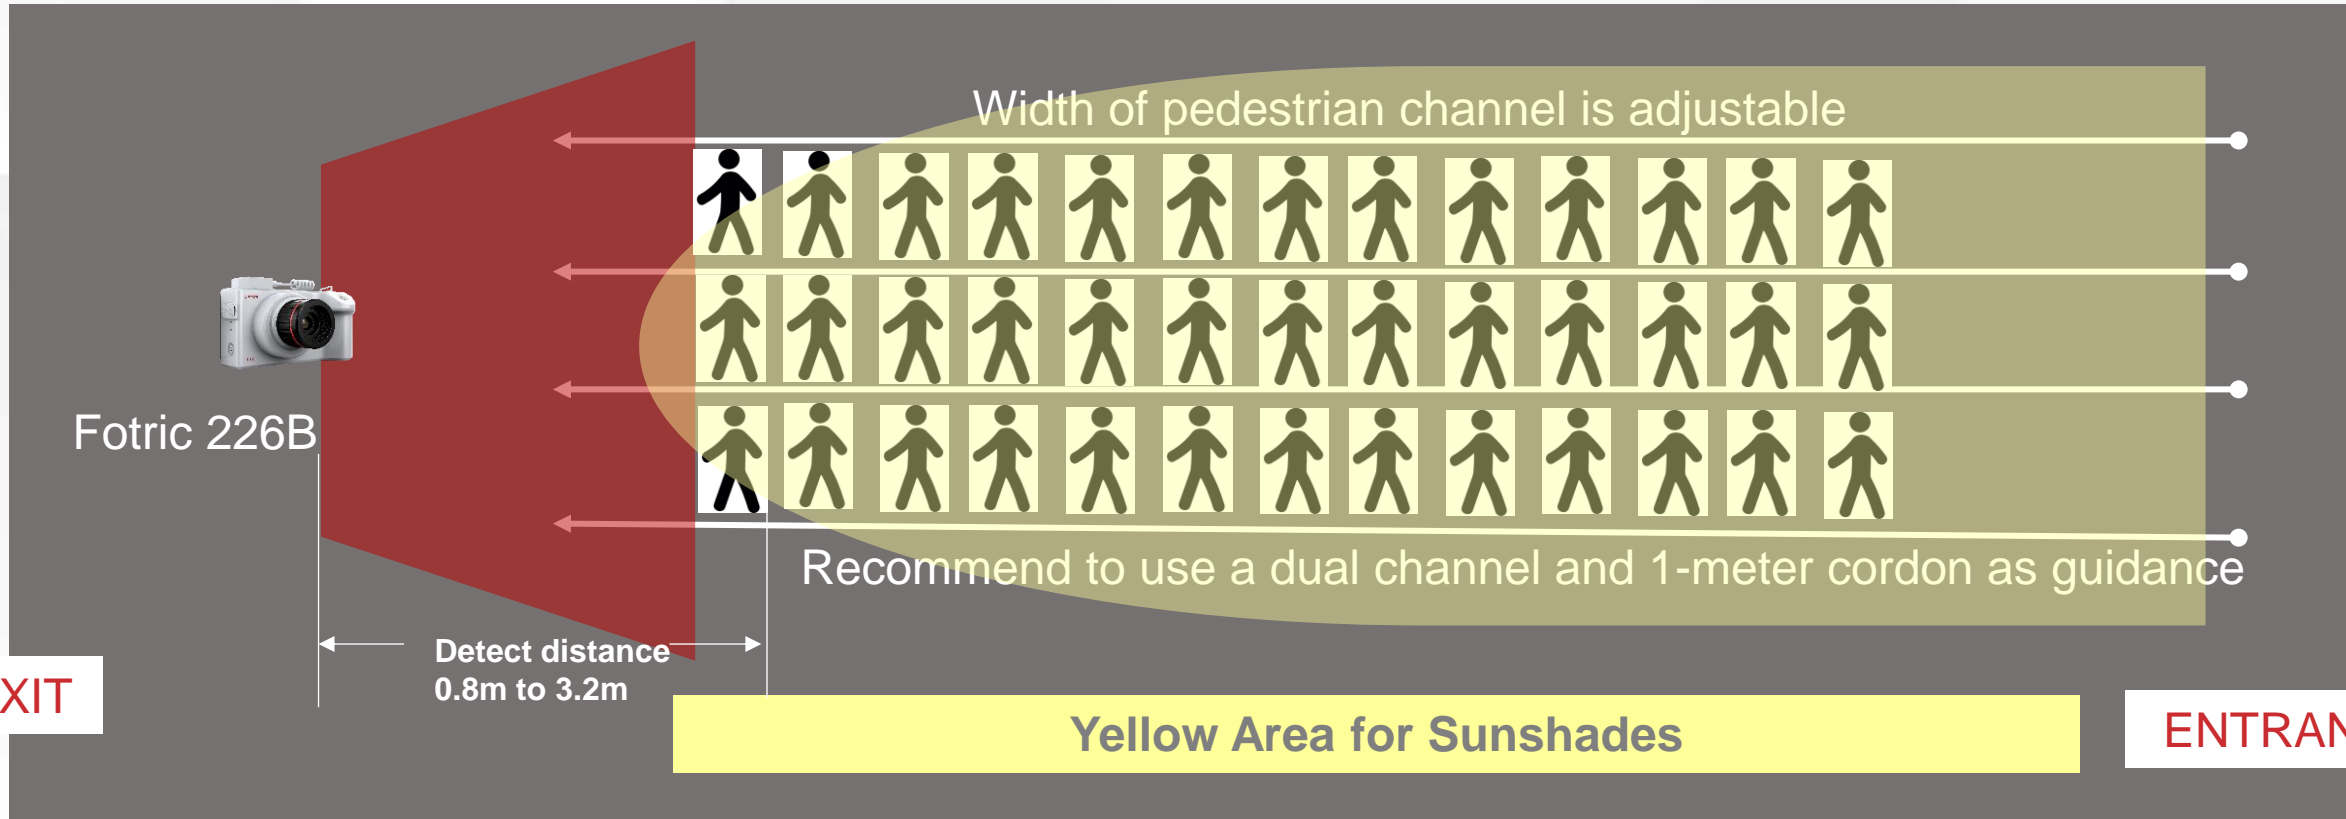 Width of pedestrian channel is adjustable
Fotric 226B
Recommend to use a dual channel and 1-meter cordon as guidance
Detect distance
0.8m to 3.2m
XIT
Yellow Area for Sunshades
ENTRAN